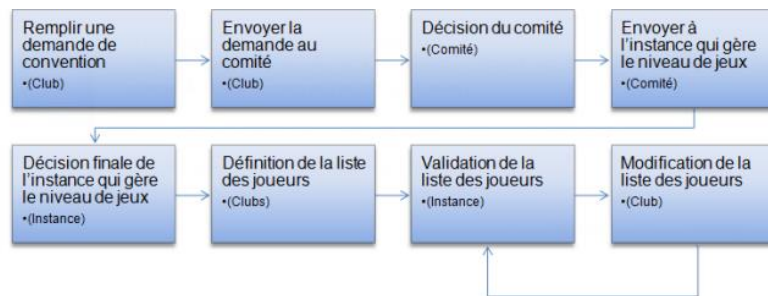 Remplir une
demande de
convention
•(Club)
Envoyer la
demande au
comité
•(Club)
Décision du comité
•(Comité)
Envoyer à
l'instance qui gère
le niveau de jeux
•(Comité)
Décision finale de
l'instance qui gère
le niveau de jeux
•(Instance)
Définition de la liste
des joueurs
•(Clubs)
Validation de la
liste des joueurs
•(Instance)
Modification de la
liste des joueurs
•(Club)